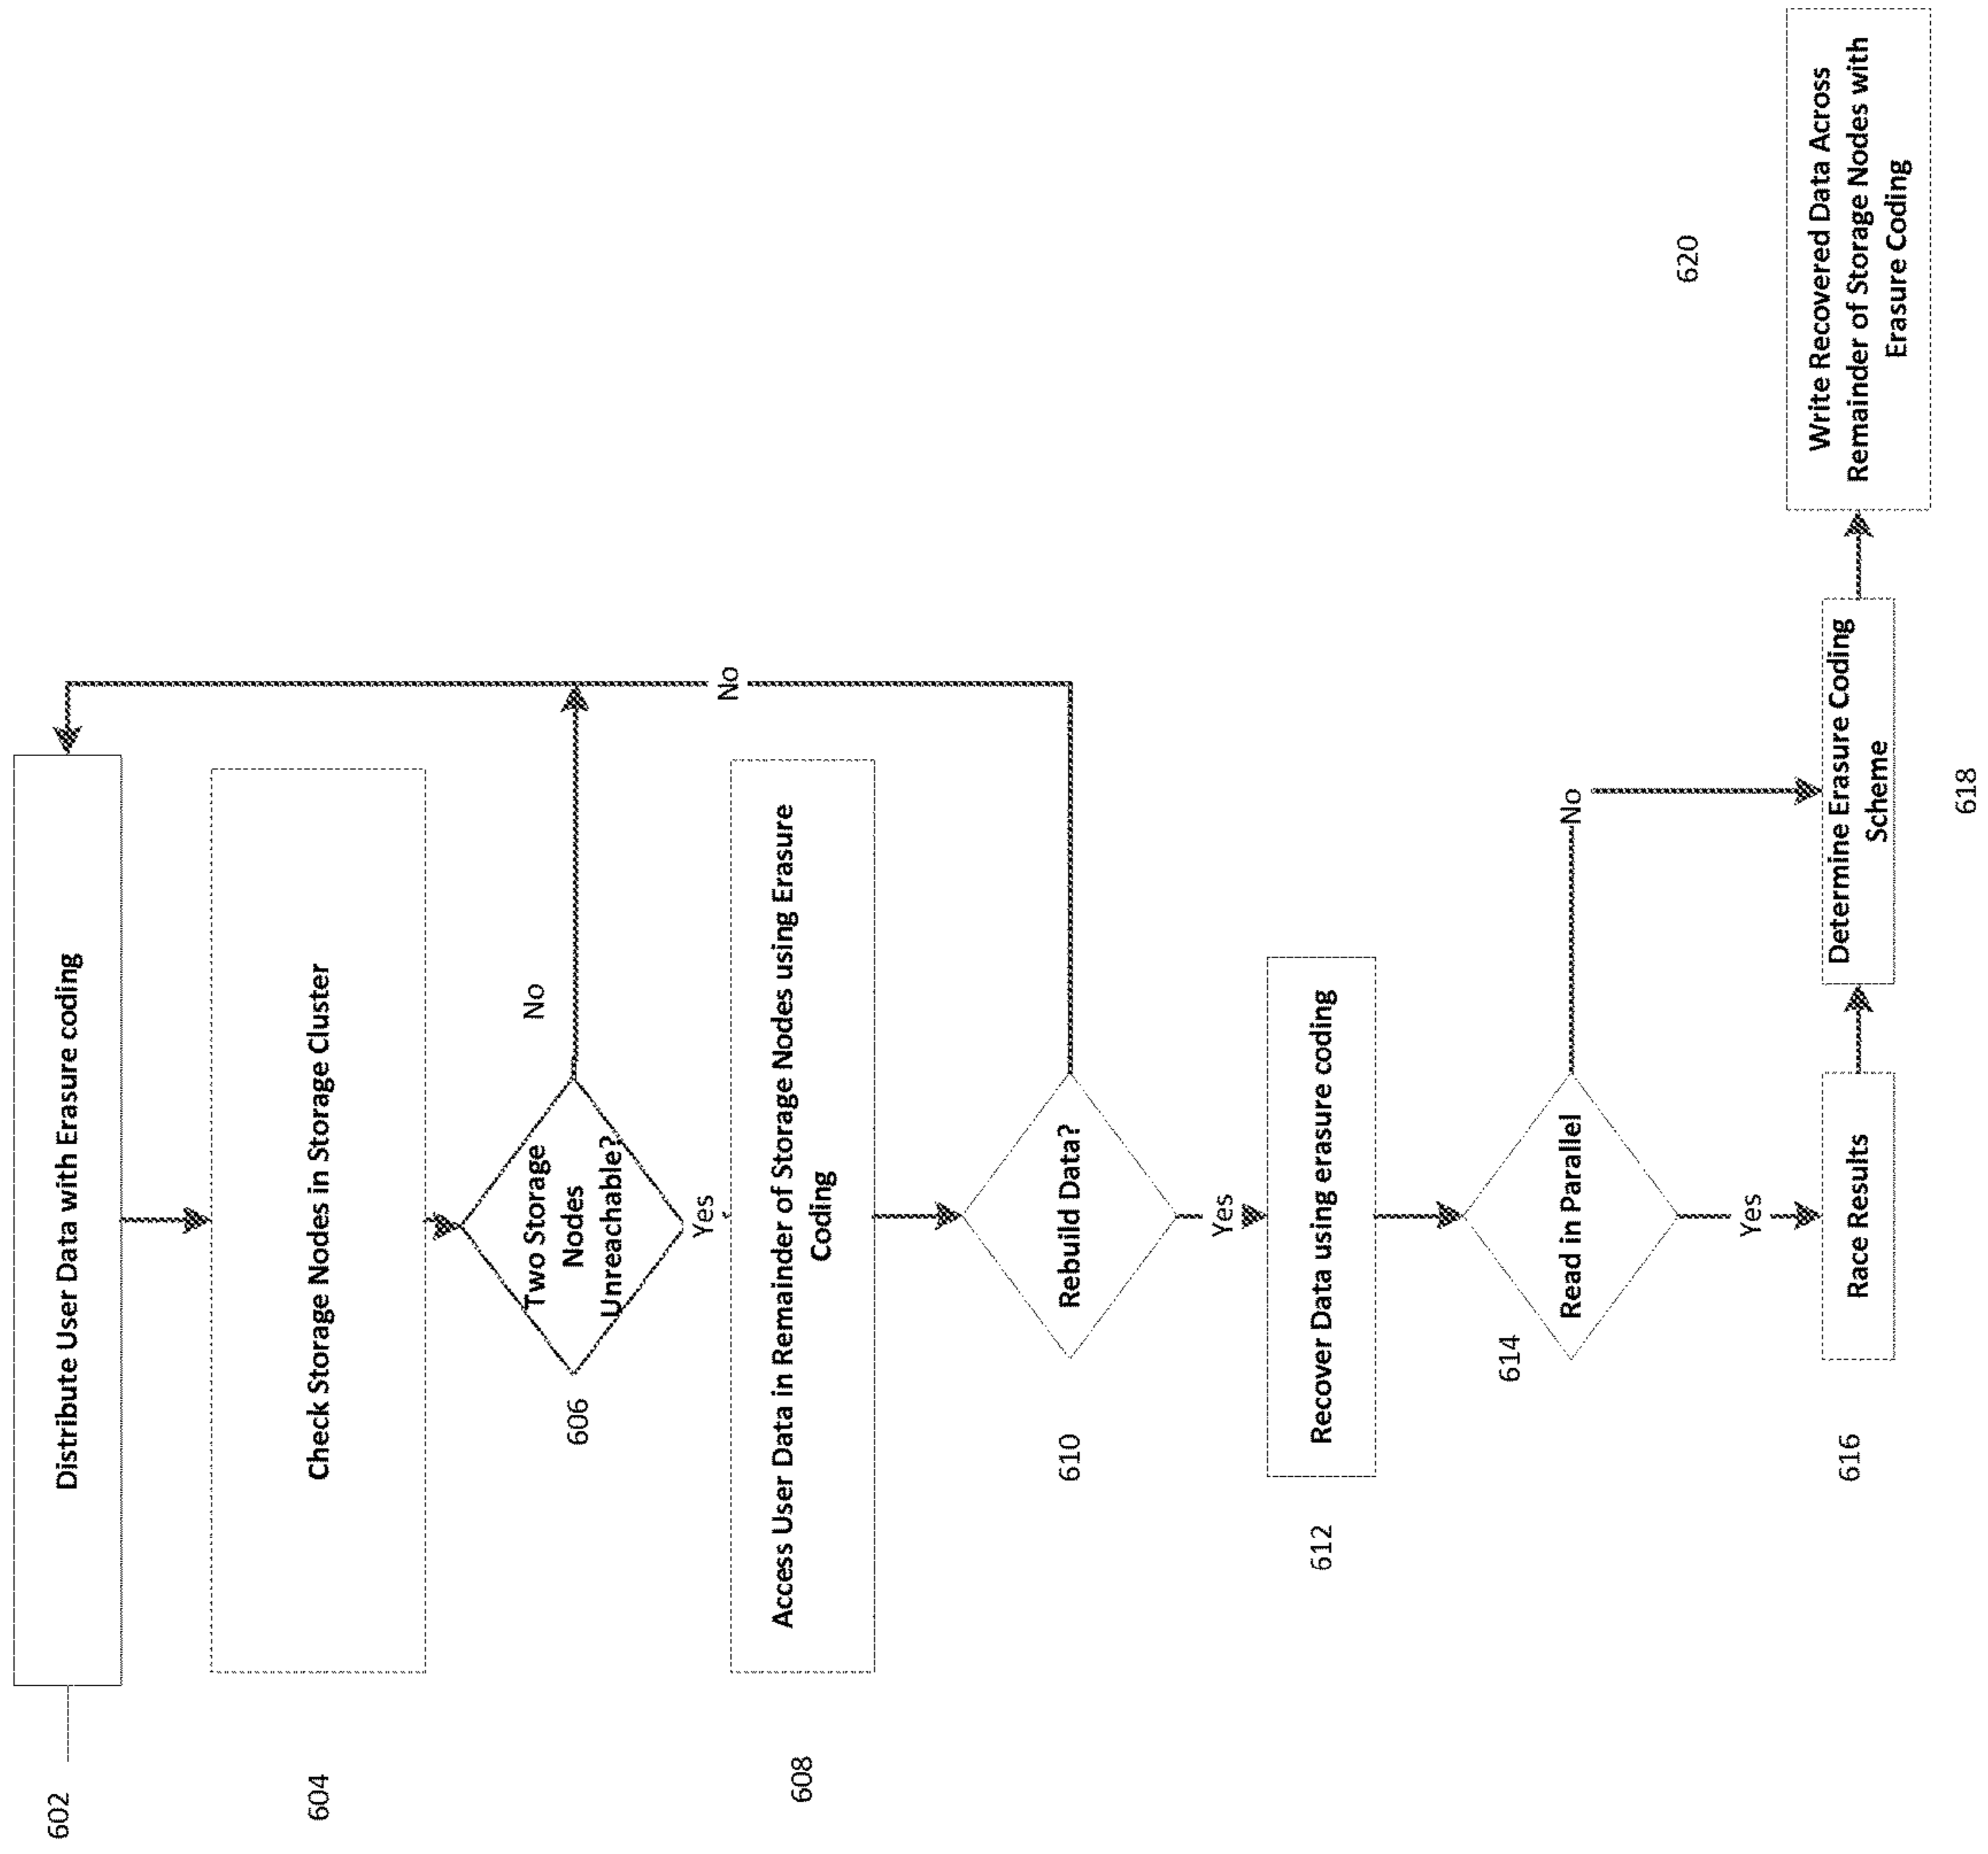 602
Distribute User Data with Erasure coding
604
Check Storage Nodes in Storage Cluster
606
Two Storage
Nodes
Unreachable?
No
Yes
608
Access User Data in Remainder of Storage Nodes using Erasure
Coding
No
610
Rebuild Data?
Yes
612
Recover Data using erasure coding
614
Read in Parallel
No
Yes
616
Race Results
Determine Erasure Coding
Scheme
618
620
Write Recovered Data Across
Remainder of Storage Nodes with
Erasure Coding